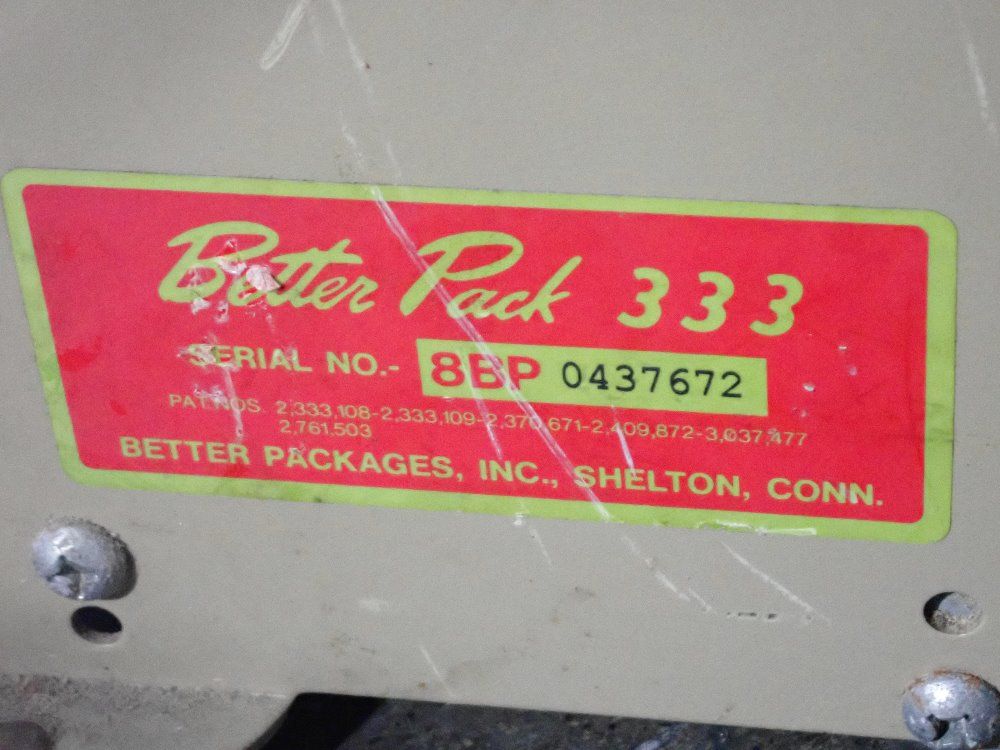 Better Pack 333
SERIAL NO.- 8BP 0437672
PAT. NOS. 2,333,108-2,333,109-2,370,671-2,409,872-3,037,477
2,761,503
BETTER PACKAGES, INC., SHELTON, CONN.